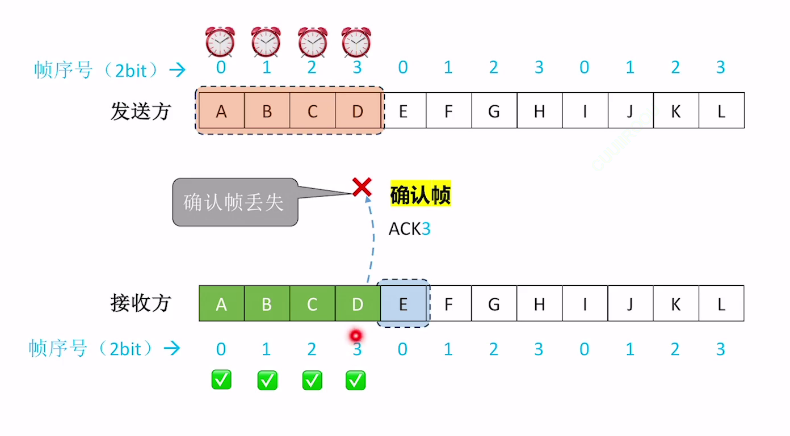 帧序号（2bit）→ 0 1 2 3 0 1 2 3 0 1 2 3
发送方 A B C D E F G H I J K L
确认帧丢失
确认帧
ACK3
接收方 A B C D E F G H I J K L
帧序号（2bit）→ 0 1 2 3 0 1 2 3 0 1 2 3